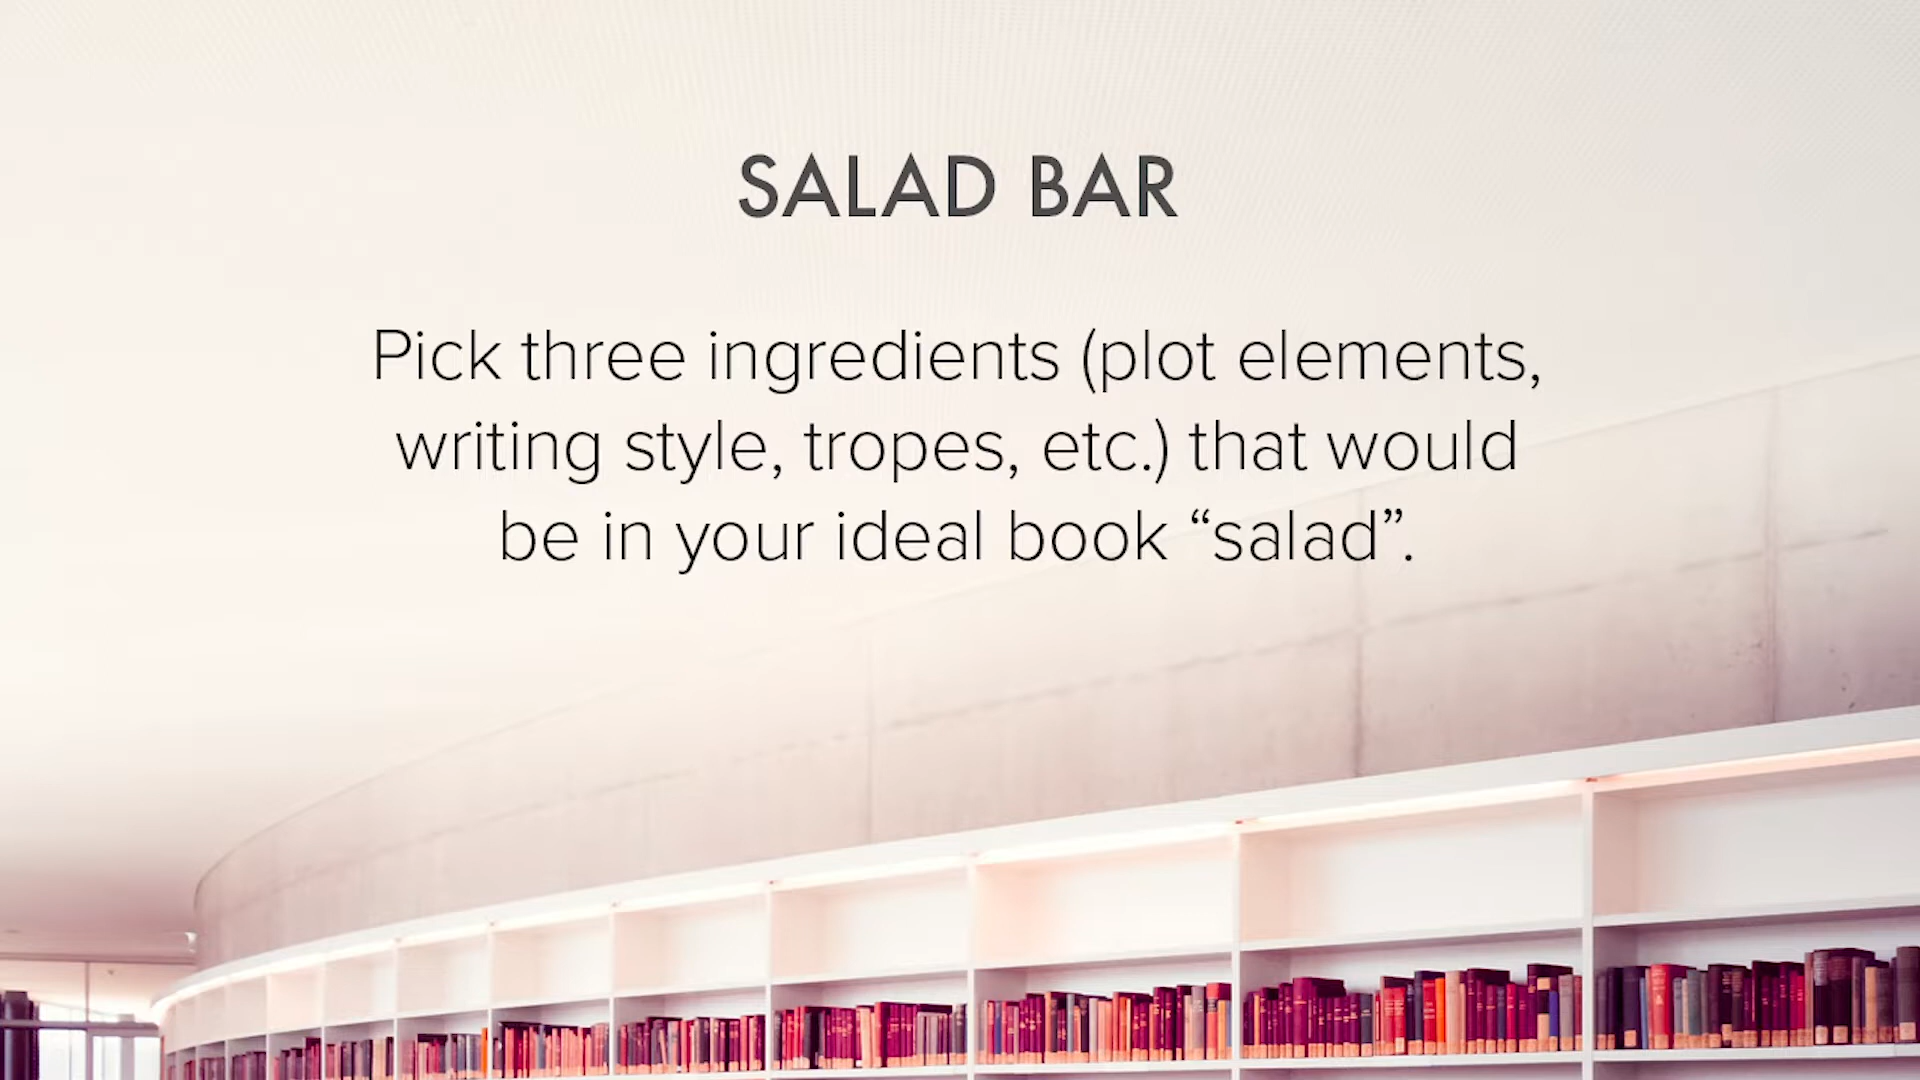 SALAD BAR
Pick three ingredients (plot elements,
writing style, tropes, etc.) that would
be in your ideal book “salad”.